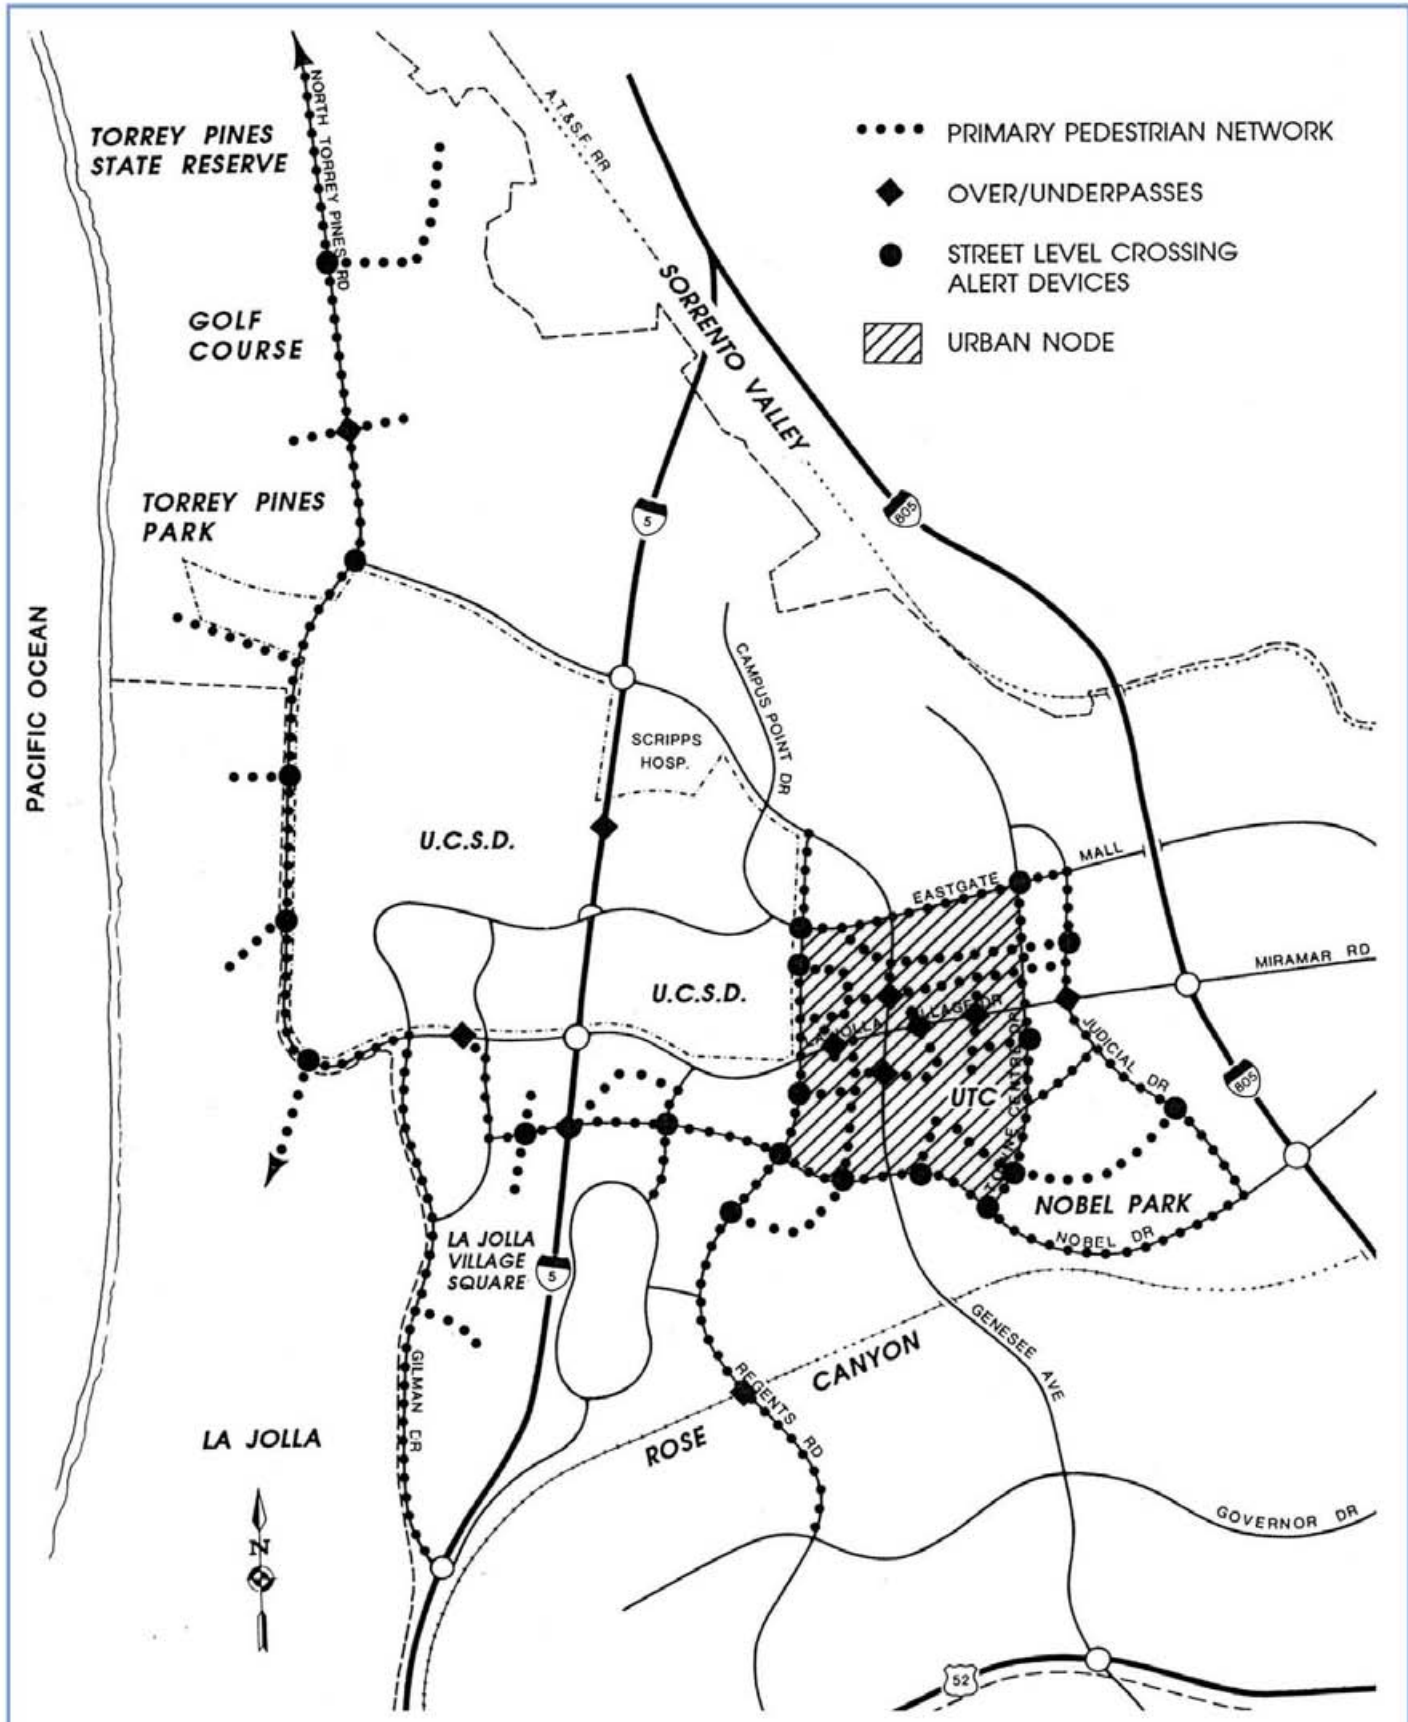 NORTH TORREY PINES RD
TORREY PINES
STATE RESERVE
A.T.&S.F. RR
PRIMARY PEDESTRIAN NETWORK
OVER/UNDERPASSES
STREET LEVEL CROSSING
ALERT DEVICES
URBAN NODE
GOLF
COURSE
SORRENTO VALLEY
TORREY PINES
PARK
5
805
PACIFIC OCEAN
CAMPUS POINT DR
SCRIPPS
HOSP.
U.C.S.D.
EASTGATE MALL
MIRAMAR RD
U.C.S.D.
LA JOLLA VILLAGE DR
JUDICIAL DR
805
UTC
TOWNE CENTRE DR
NOBEL PARK
NOBEL DR
LA JOLLA
VILLAGE
SQUARE
5
GENESEE AVE
GILMAN DR
REGENTS RD
ROSE CANYON
LA JOLLA
N
GOVERNOR DR
52